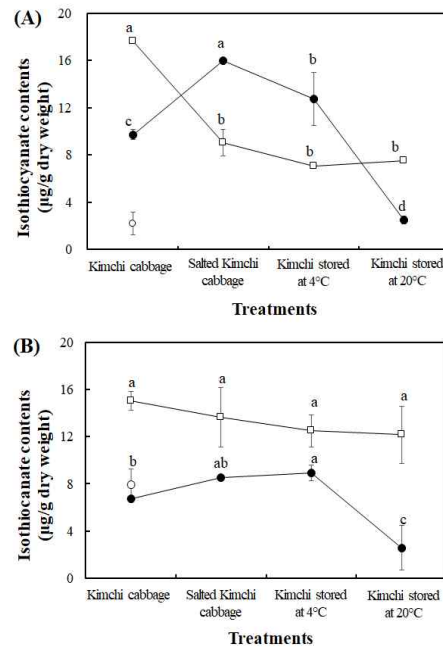 (A)
20
16
12
8
4
0
Isothiocyanate contents
(μg/g dry weight)
a
c
a
b
b
b
b
d
Kimchi cabbage
Salted Kimchi
cabbage
Kimchi stored
at 4°C
Kimchi stored
at 20°C
Treatments
(B)
20
16
12
8
4
0
Isothiocanate contents
(μg/g dry weight)
a
b
a
ab
a
a
a
c
Kimchi cabbage
Salted Kimchi
cabbage
Kimchi stored
at 4°C
Kimchi stored
at 20°C
Treatments